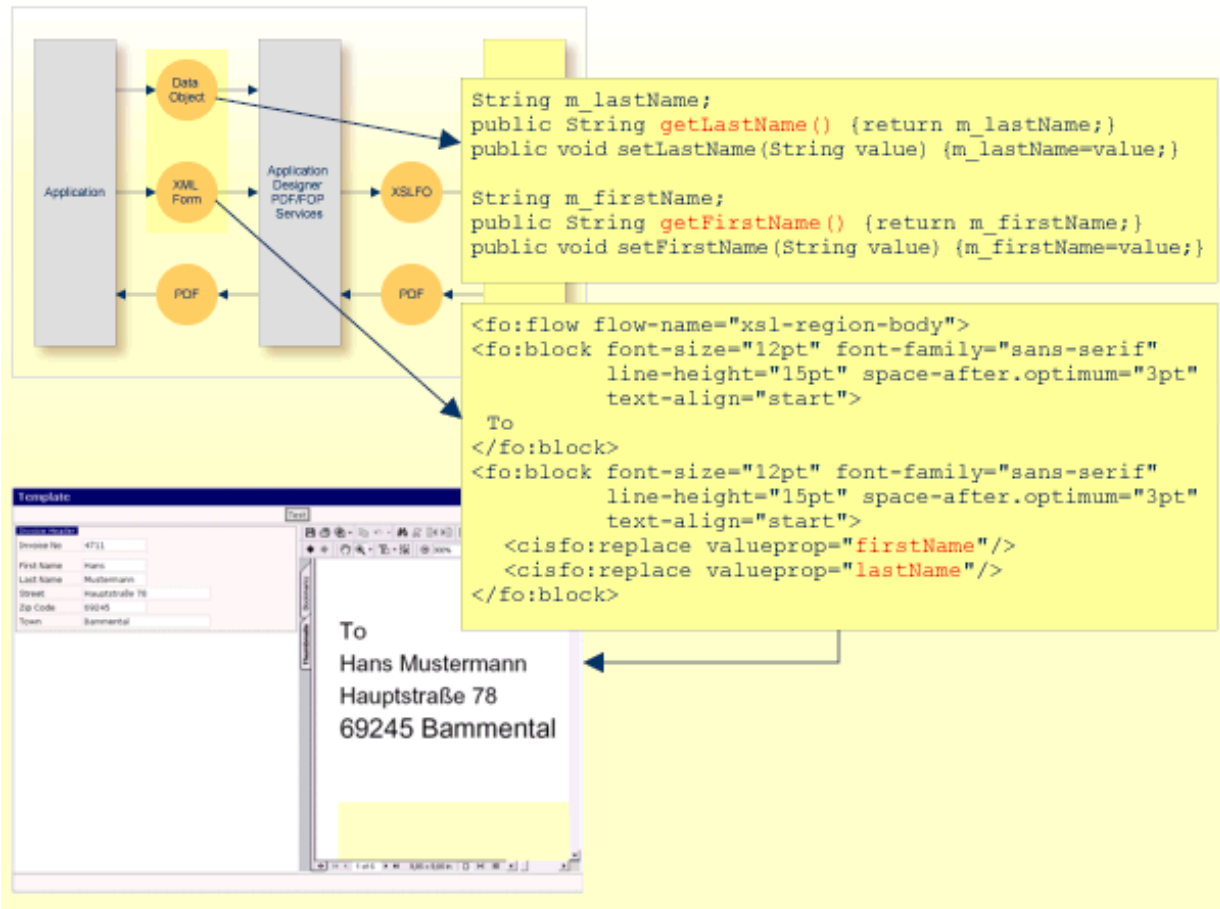 Data
Object
Application
XML
Form
Application
Designer
PDF/FOP
Services
XSLFO
PDF
PDF
String m_lastName;
public String getLastName() {return m_lastName;}
public void setLastName(String value) {m_lastName=value;}
String m_firstName;
public String getFirstName() {return m_firstName;}
public void setFirstName(String value) {m_firstName=value;}
<fo:flow flow-name="xsl-region-body">
<fo:block font-size="12pt" font-family="sans-serif"
line-height="15pt" space-after.optimum="3pt"
text-align="start">
To
</fo:block>
<fo:block font-size="12pt" font-family="sans-serif"
line-height="15pt" space-after.optimum="3pt"
text-align="start">
<cisfo:replace valueprop="firstName"/>
<cisfo:replace valueprop="lastName"/>
</fo:block>
Template
Test
Invoice Header
Invoice No 4711
First Name Hans
Last Name Mustermann
Street Hauptstraße 78
Zip Code 69245
Town Bammental
To
Hans Mustermann
Hauptstraße 78
69245 Bammental